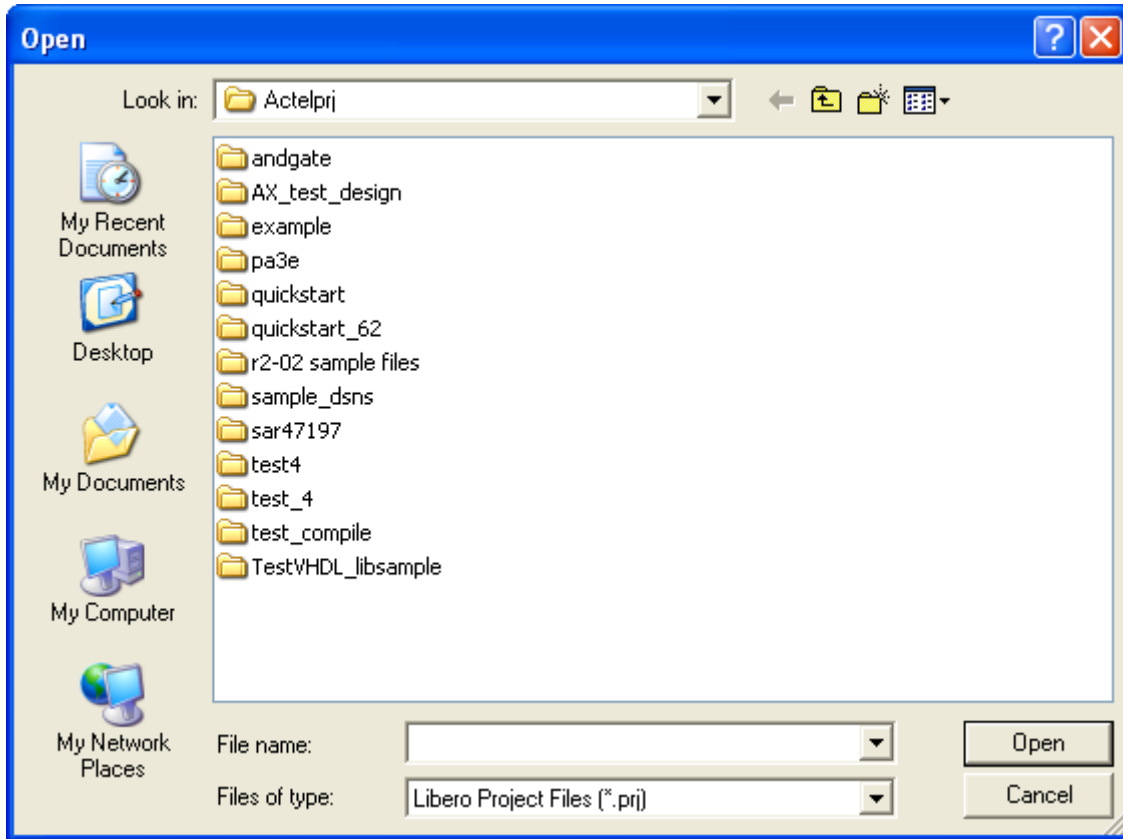 Open
Look in:
Actelprj
My Recent
Documents
Desktop
My Documents
My Computer
My Network
Places
andgate
AX_test_design
example
pa3e
quickstart
quickstart_62
r2-02 sample files
sample_dsns
sar47197
test4
test_4
test_compile
TestVHDL_libsample
File name:
Open
Files of type:
Libero Project Files (*.prj)
Cancel